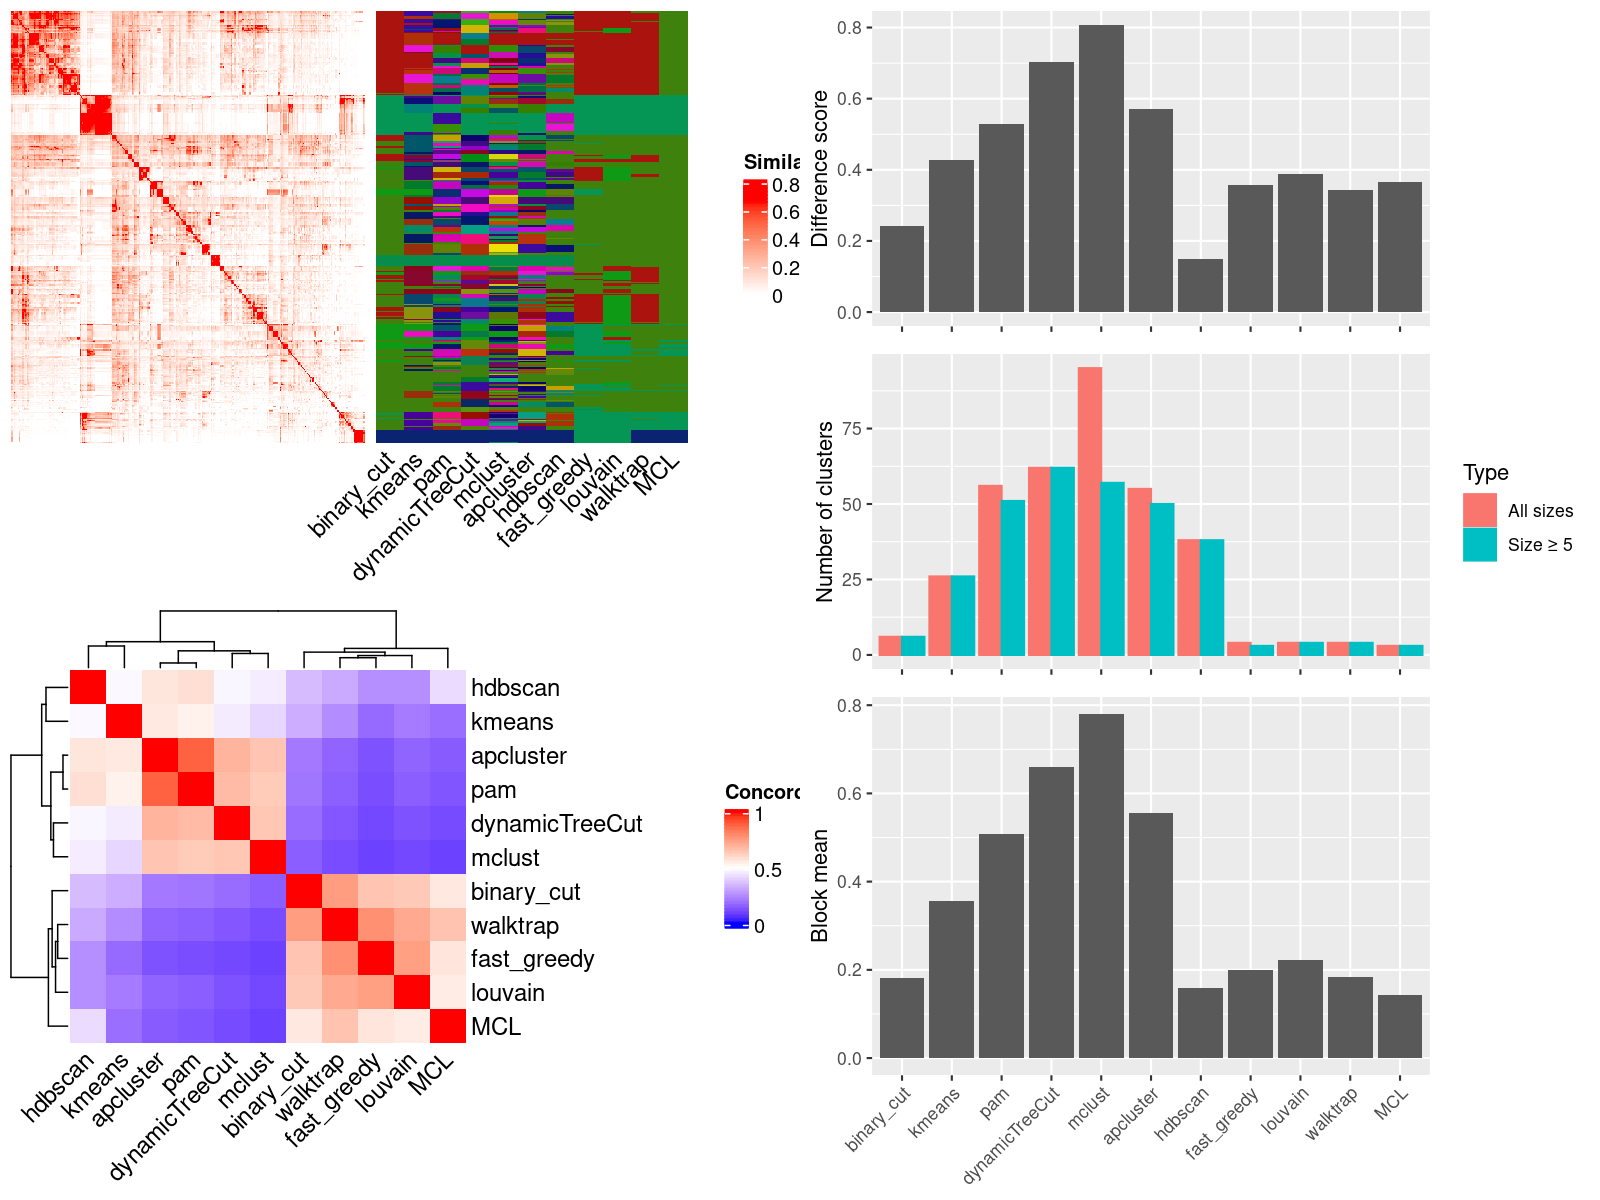 Simila
0.8
0.6
0.4
0.2
0
binary_cut
kmeans
pam
dynamicTreeCut
mclust
apcluster
hdbscan
fast_greedy
louvain
walktrap
MCL
Difference score
0.8
0.6
0.4
0.2
0.0
Number of clusters
75
50
25
0
Type
All sizes
Size ≥ 5
hdbscan
kmeans
apcluster
pam
dynamicTreeCut
mclust
binary_cut
walktrap
fast_greedy
louvain
MCL
hdbscan
kmeans
apcluster
pam
dynamicTreeCut
mclust
binary_cut
walktrap
fast_greedy
louvain
MCL
Concord
1
0.5
0
Block mean
0.8
0.6
0.4
0.2
0.0
binary_cut
kmeans
pam
dynamicTreeCut
mclust
apcluster
hdbscan
fast_greedy
louvain
walktrap
MCL